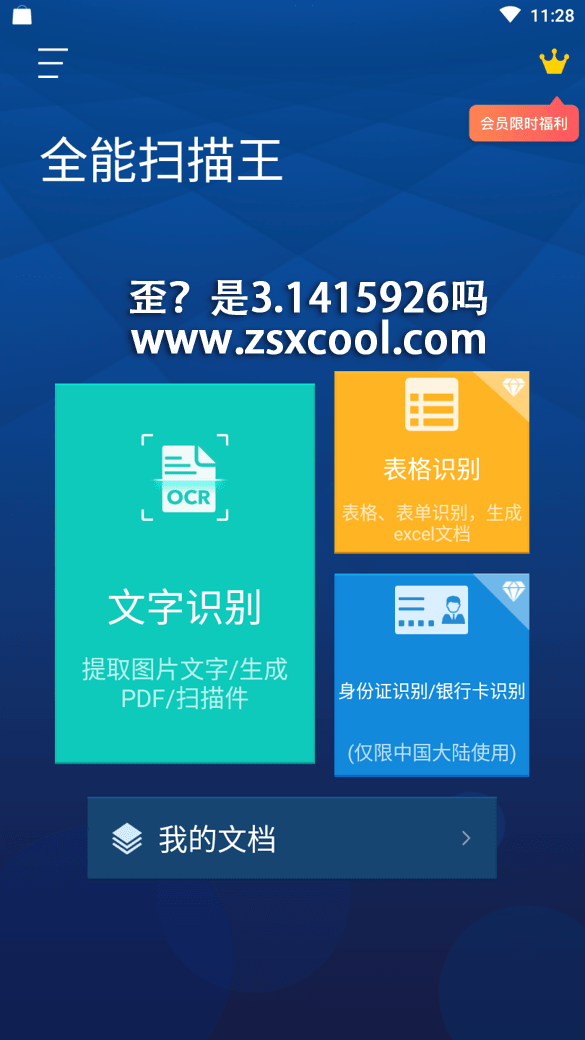 11:28
会员限时福利
全能扫描王
歪？是3.1415926吗
www.zsxcool.com
OCR
文字识别
提取图片文字/生成
PDF/扫描件
表格识别
表格、表单识别，生成
excel文档
身份证识别/银行卡识别
(仅限中国大陆使用)
我的文档